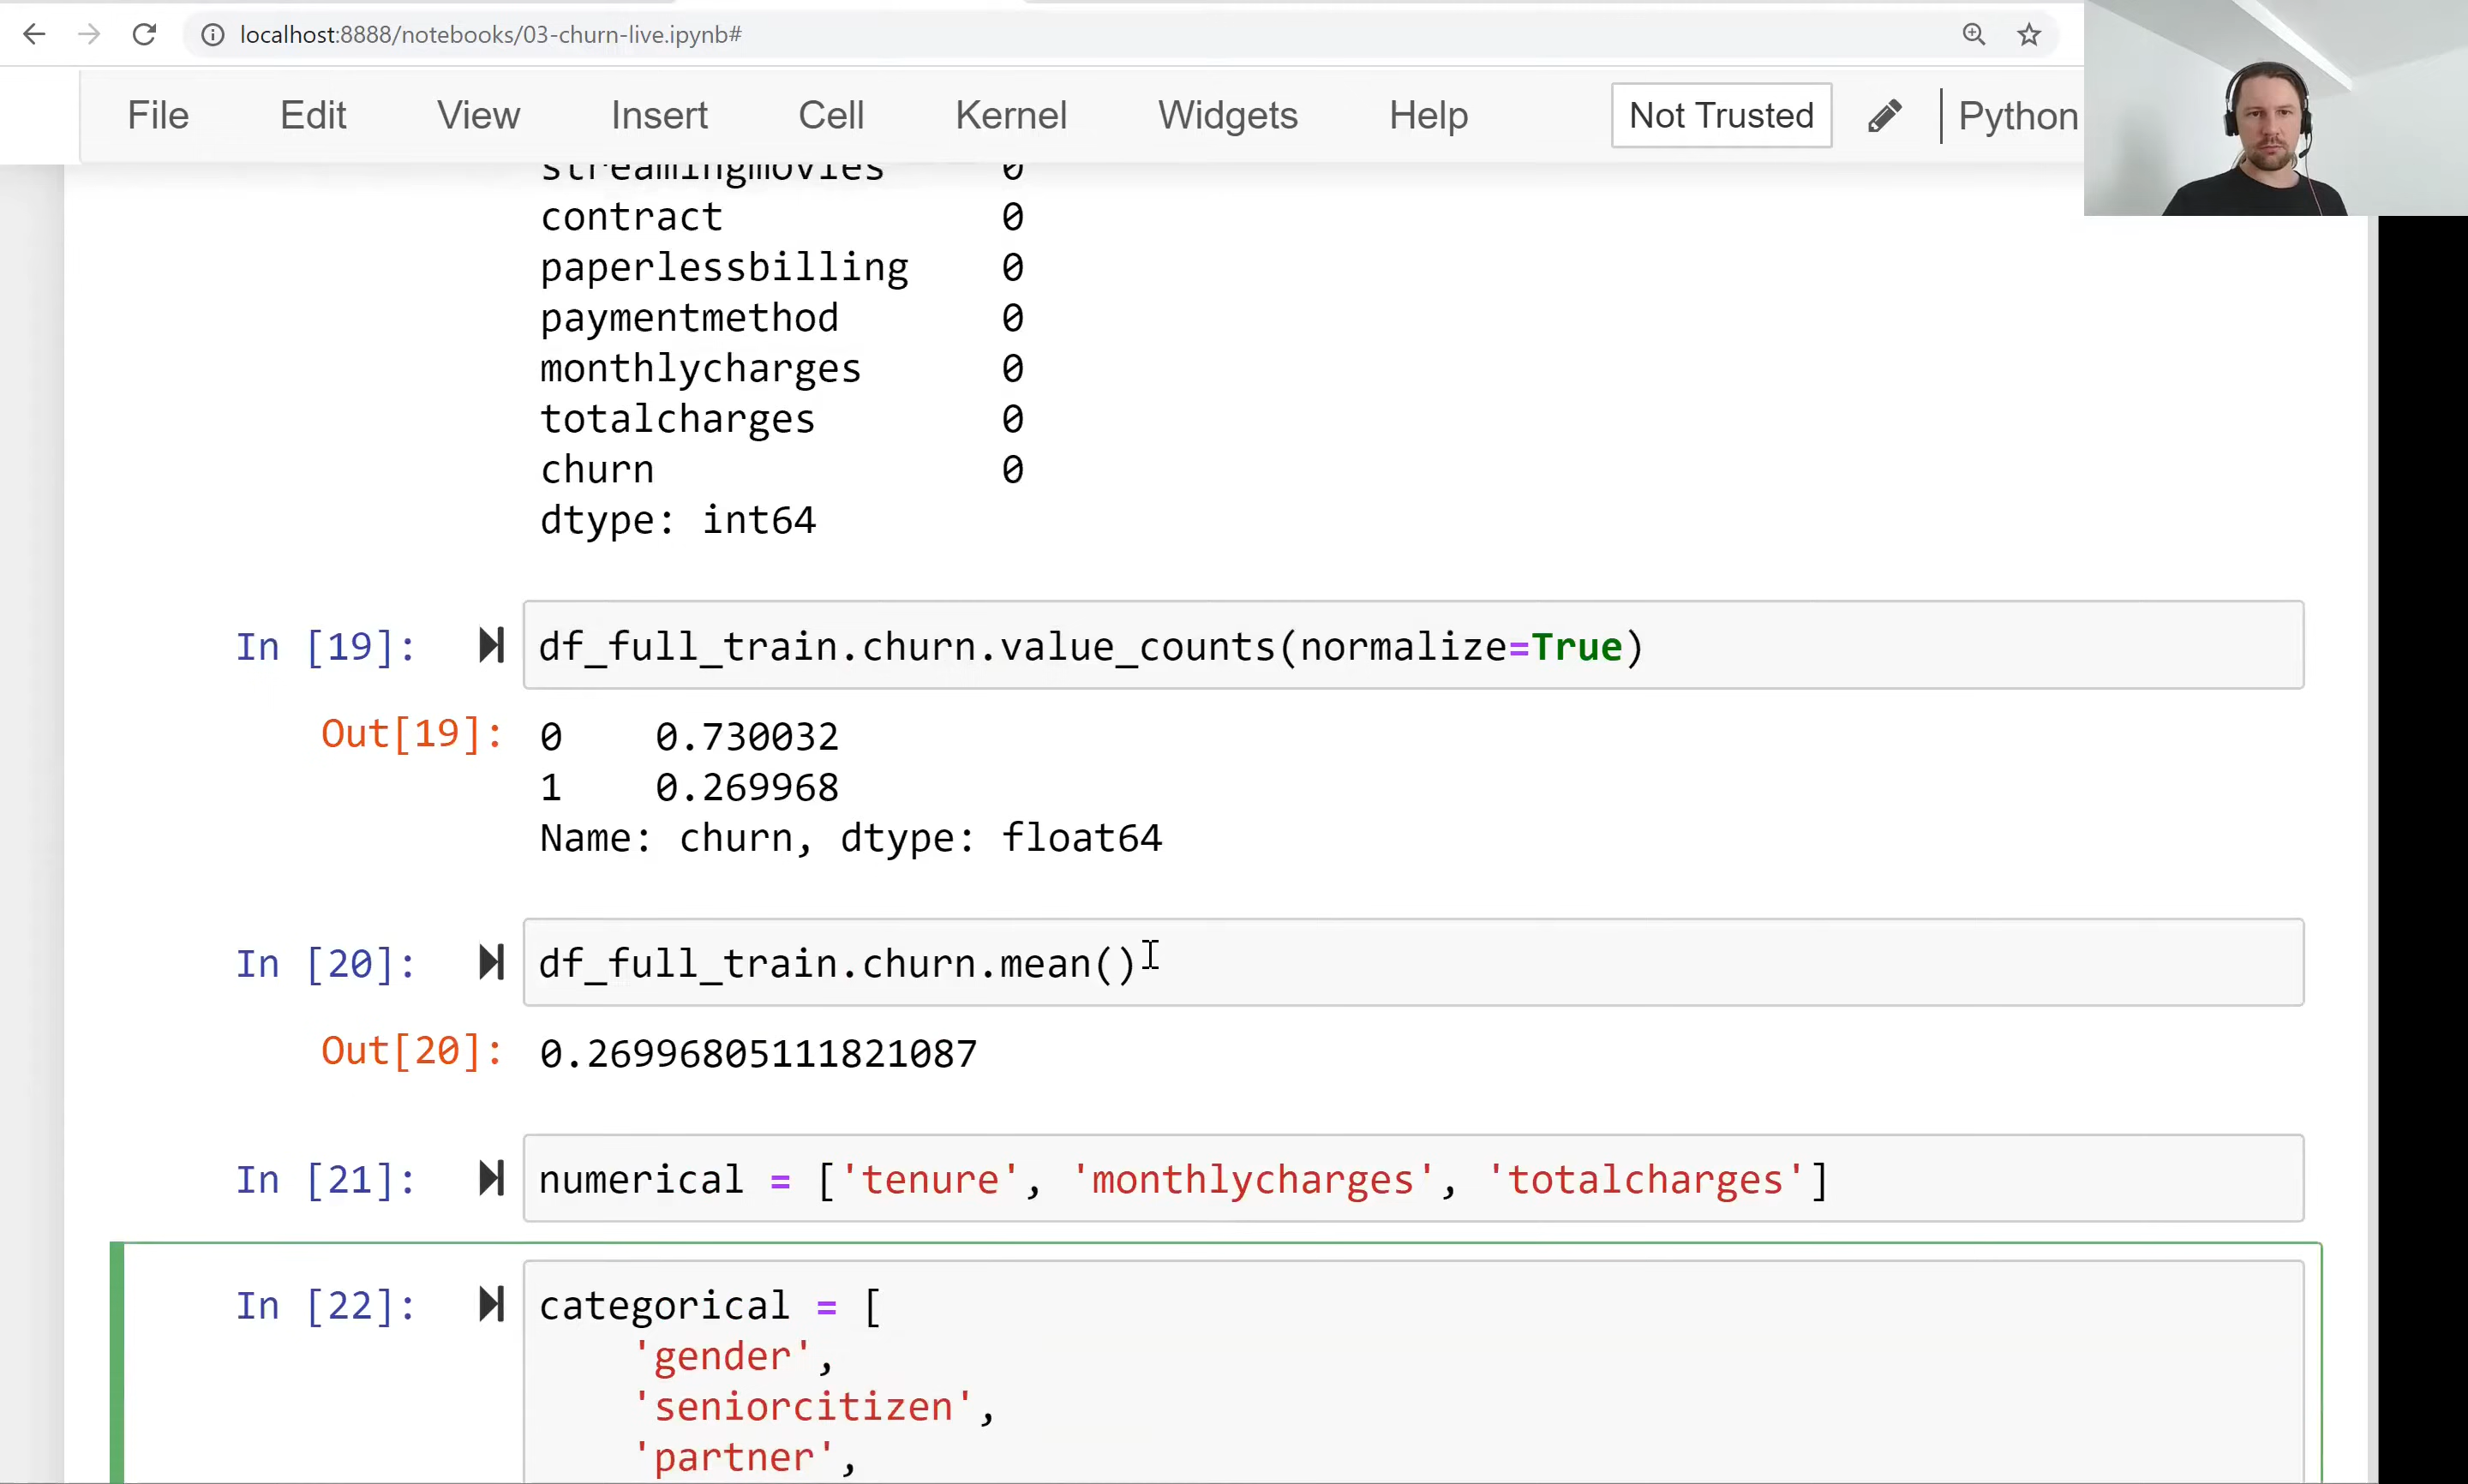 localhost:8888/notebooks/03-churn-live.ipynb#
File Edit View Insert Cell Kernel Widgets Help Not Trusted Python
streamingmovies 0
contract 0
paperlessbilling 0
paymentmethod 0
monthlycharges 0
totalcharges 0
churn 0
dtype: int64
In [19]: df_full_train.churn.value_counts(normalize=True)
Out[19]: 0 0.730032
1 0.269968
Name: churn, dtype: float64
In [20]: df_full_train.churn.mean()
Out[20]: 0.26996805111821087
In [21]: numerical = ['tenure', 'monthlycharges', 'totalcharges']
In [22]: categorical = [
'gender',
'seniorcitizen',
'partner',